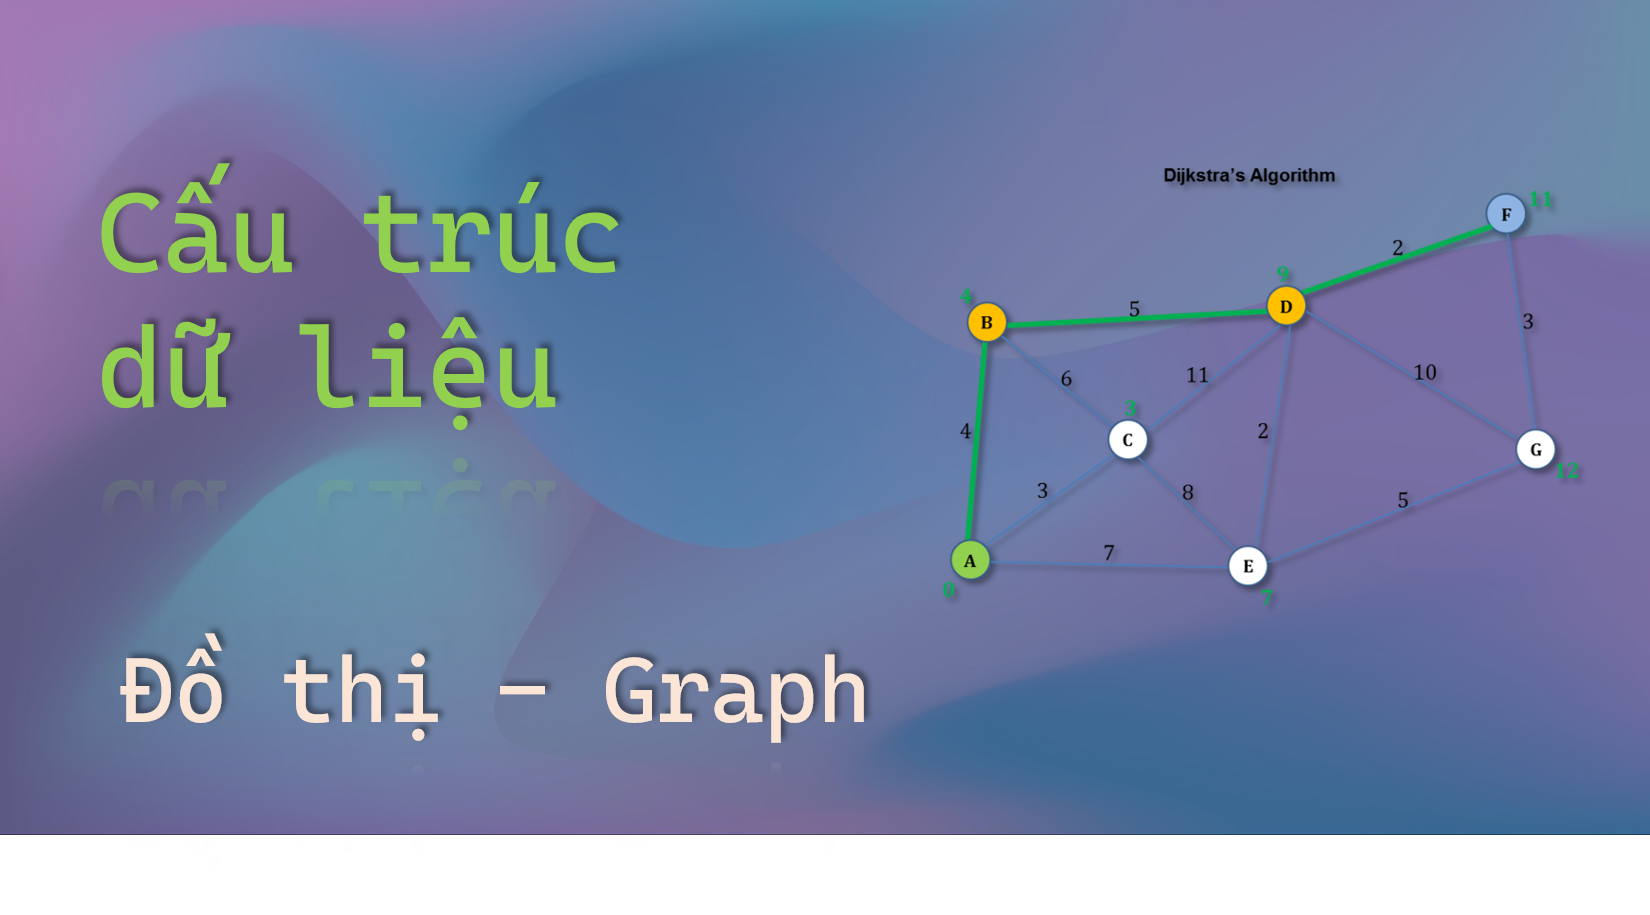 Cấu trúc
dữ liệu
Đồ thị – Graph
Dijkstra's Algorithm
F 11
2
9
D
4
B
5
3
6
11
10
3
C
4
2
G
12
3
8
5
7
A
E
0
7